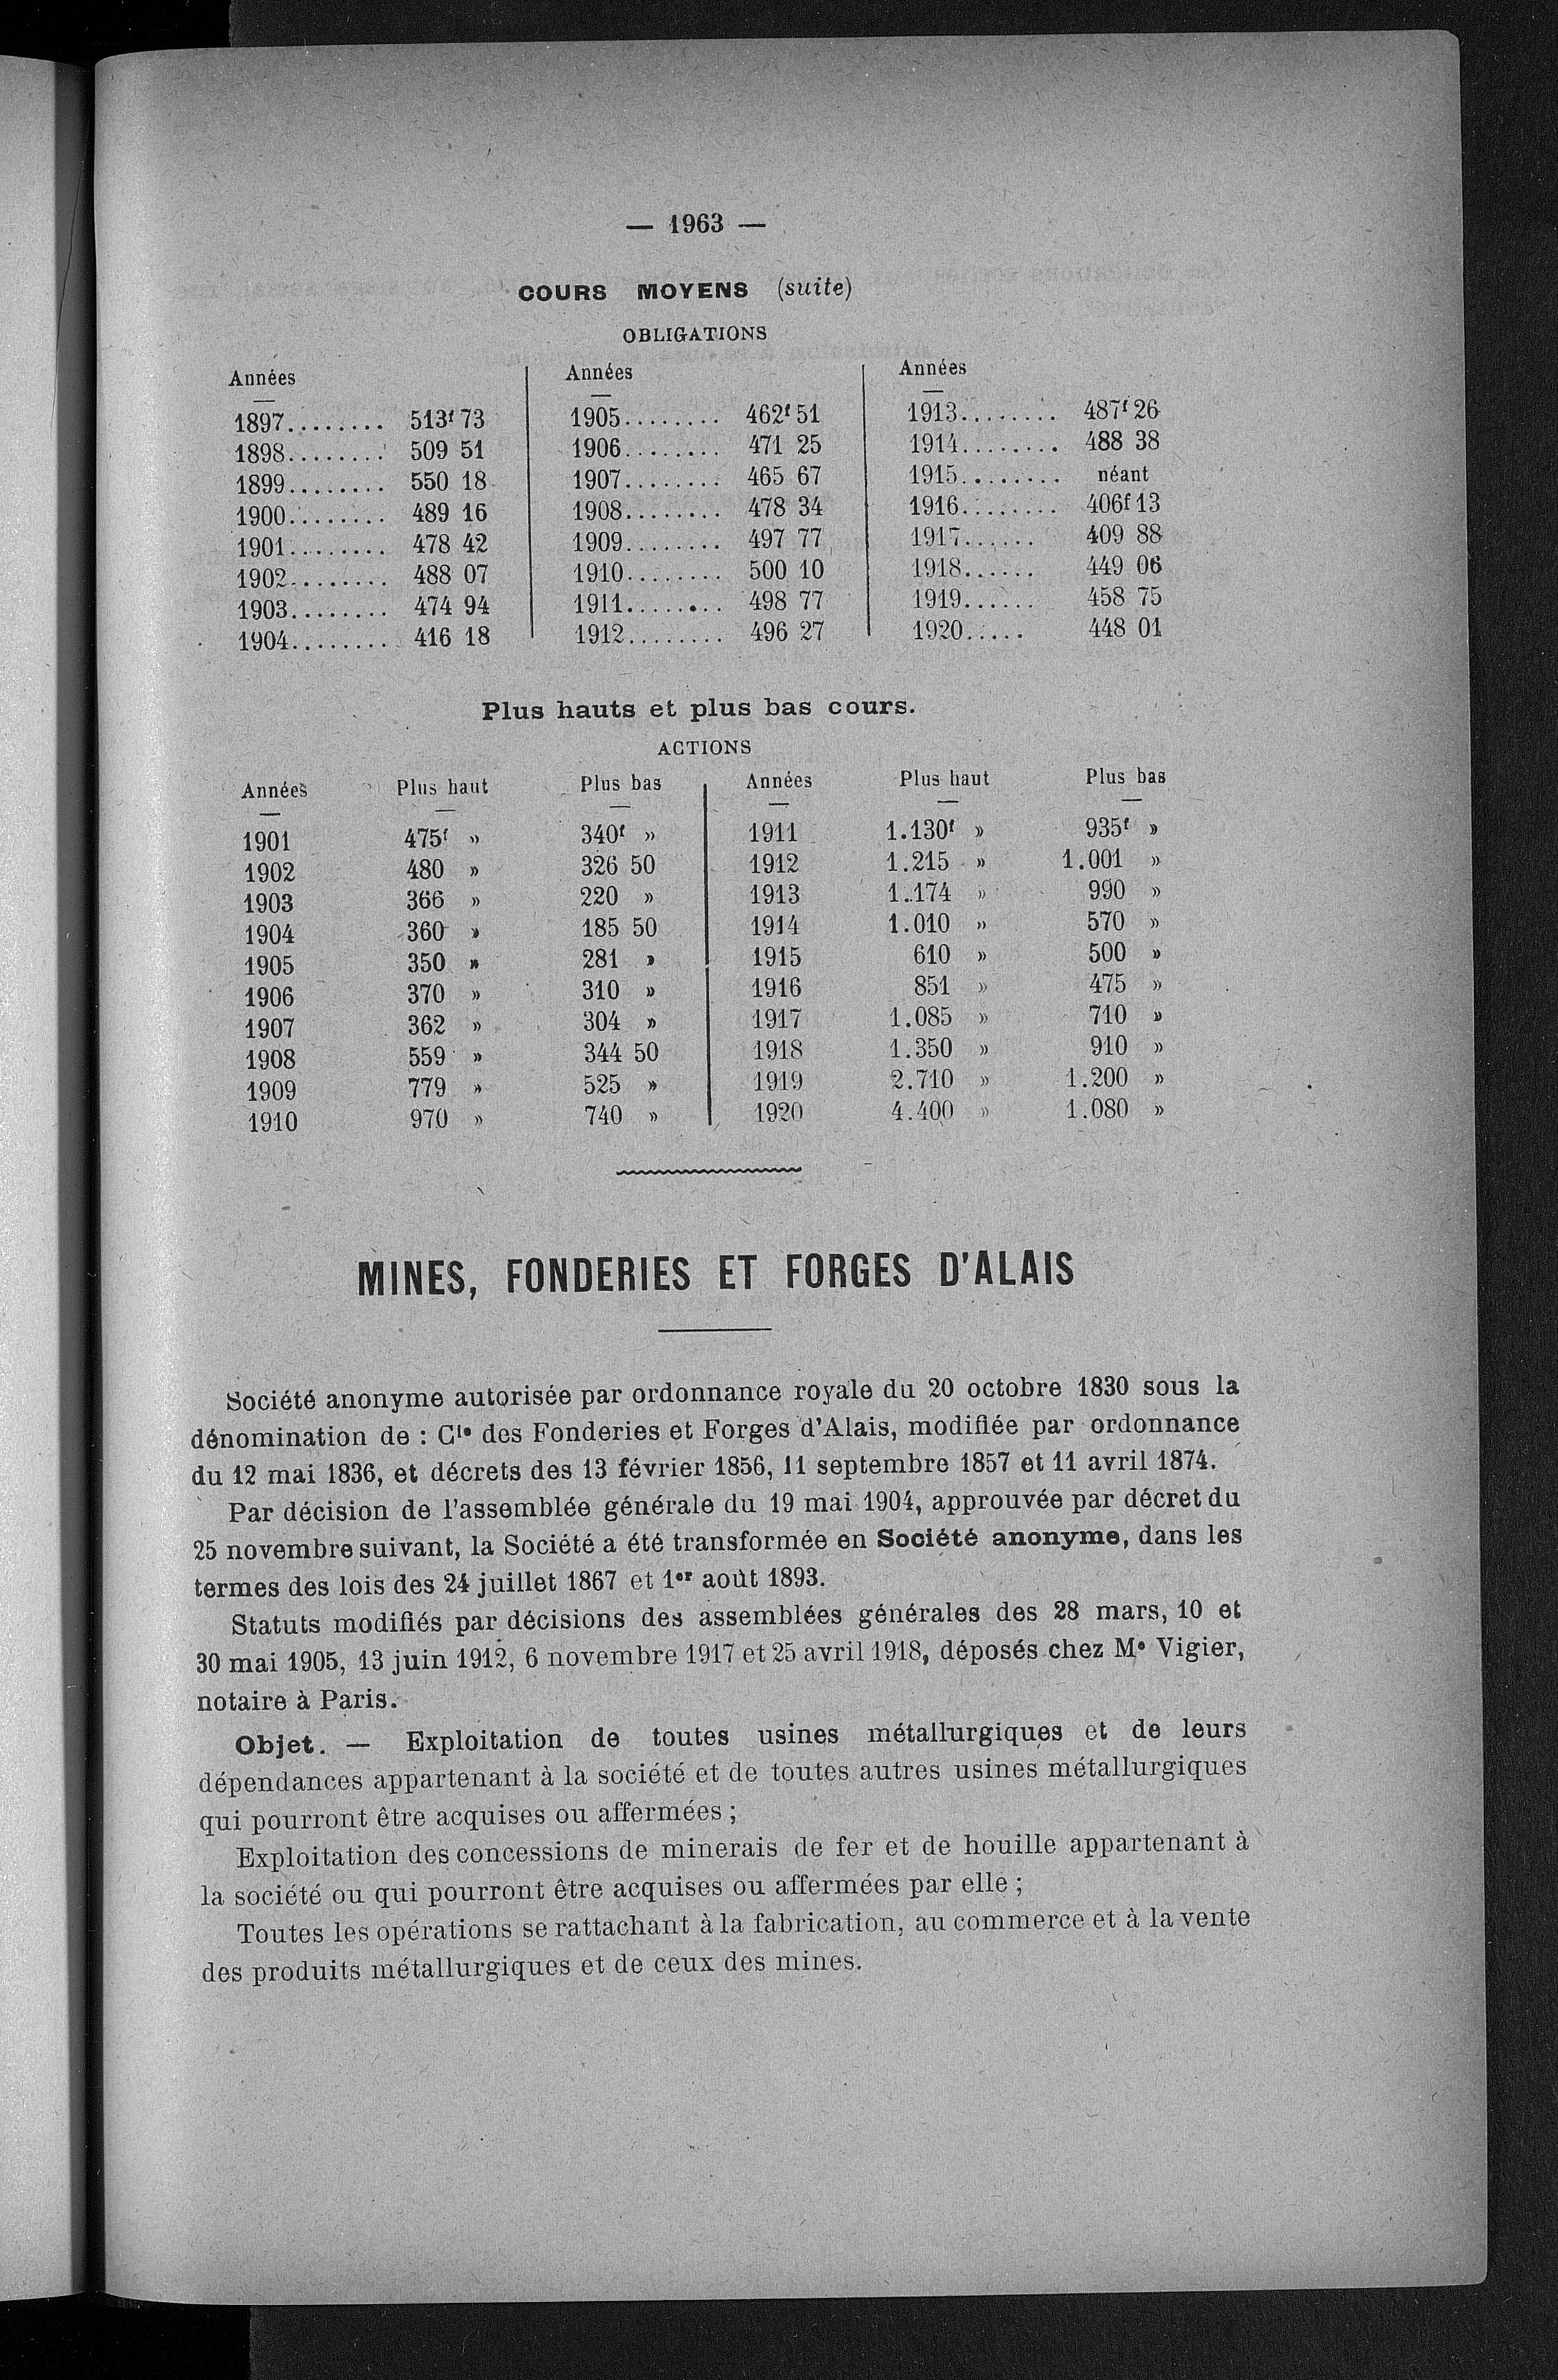 — 1963 —
COURS MOYENS (suite)
OBLIGATIONS
Années Années Années
1897........ 513f 73 1905........ 462f 51 1913........ 487f 26
1898........ 509 51 1906........ 471 25 1914........ 488 38
1899........ 550 18 1907........ 465 67 1915........ néant
1900........ 489 16 1908........ 478 34 1916........ 406f 13
1901........ 478 42 1909........ 497 77 1917...... 409 88
1902........ 488 07 1910........ 500 10 1918...... 449 06
1903........ 474 94 1911........ 498 77 1919...... 458 75
1904........ 416 18 1912........ 496 27 1920..... 448 01
Plus hauts et plus bas cours.
ACTIONS
Années Plus haut Plus bas Années Plus haut Plus bas
1901 475f » 340f » 1911 1.130f » 935f »
1902 480 » 326 50 1912 1.215 » 1.001 »
1903 366 » 220 » 1913 1.174 » 990 »
1904 360 » 185 50 1914 1.010 » 570 »
1905 350 » 281 » 1915 610 » 500 »
1906 370 » 310 » 1916 851 » 475 »
1907 362 » 304 » 1917 1.085 » 710 »
1908 559 » 344 50 1918 1.350 » 910 »
1909 779 » 525 » 1919 2.710 » 1.200 »
1910 970 » 740 » 1920 4.400 » 1.080 »
MINES, FONDERIES ET FORGES D'ALAIS
Société anonyme autorisée par ordonnance royale du 20 octobre 1830 sous la
dénomination de : Cie des Fonderies et Forges d'Alais, modifiée par ordonnance
du 12 mai 1836, et décrets des 13 février 1856, 11 septembre 1857 et 11 avril 1874.
Par décision de l'assemblée générale du 19 mai 1904, approuvée par décret du
25 novembre suivant, la Société a été transformée en Société anonyme, dans les
termes des lois des 24 juillet 1867 et 1er août 1893.
Statuts modifiés par décisions des assemblées générales des 28 mars, 10 et
30 mai 1905, 13 juin 1912, 6 novembre 1917 et 25 avril 1918, déposés chez Me Vigier,
notaire à Paris.
Objet. — Exploitation de toutes usines métallurgiques et de leurs
dépendances appartenant à la société et de toutes autres usines métallurgiques
qui pourront être acquises ou affermées ;
Exploitation des concessions de minerais de fer et de houille appartenant à
la société ou qui pourront être acquises ou affermées par elle ;
Toutes les opérations se rattachant à la fabrication, au commerce et à la vente
des produits métallurgiques et de ceux des mines.